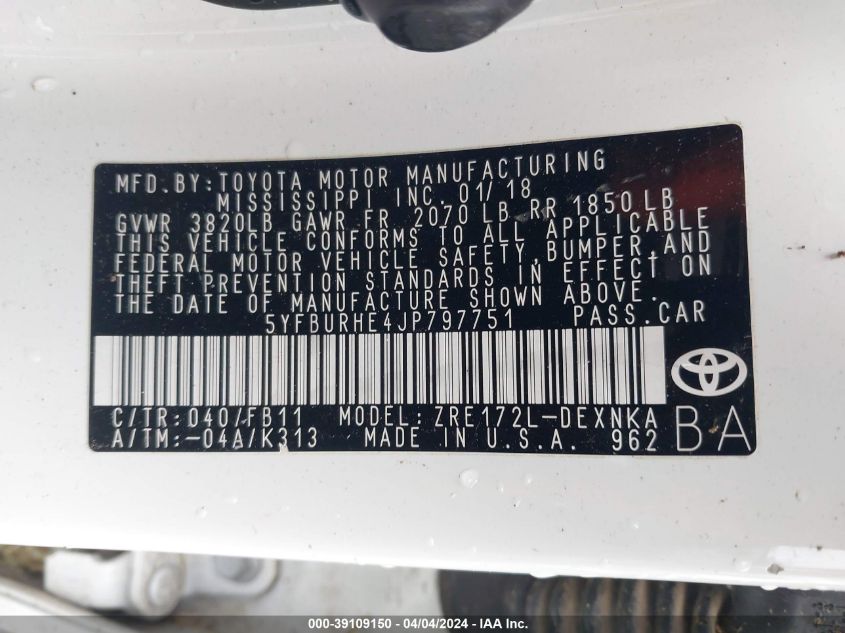 MFD.BY:TOYOTA MOTOR MANUFACTURING
MISSISSIPPI INC. 01/18
GVWR 3820LB GAWR FR 2070 LB RR 1850 LB
THIS VEHICLE CONFORMS TO ALL APPLICABLE
FEDERAL MOTOR VEHICLE SAFETY,BUMPER,AND
THEFT PREVENTION STANDARDS IN EFFECT ON
THE DATE OF MANUFACTURE SHOWN ABOVE.
5YFBURHE4JP797751 PASS.CAR
C/TR:040/FB11 MODEL:ZRE172L-DEXNKA
A/TM:-04A/K313 MADE IN U.S.A. 962
BA
000-39109150 - 04/04/2024 - IAA Inc.